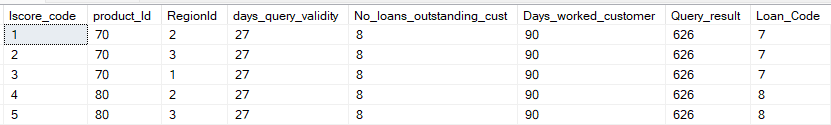 Iscore_code product_Id RegionId days_query_validity No_loans_outstanding_cust Days_worked_customer Query_result Loan_Code
1 70 2 27 8 90 626 7
2 70 3 27 8 90 626 7
3 70 1 27 8 90 626 7
4 80 2 27 8 90 626 8
5 80 3 27 8 90 626 8